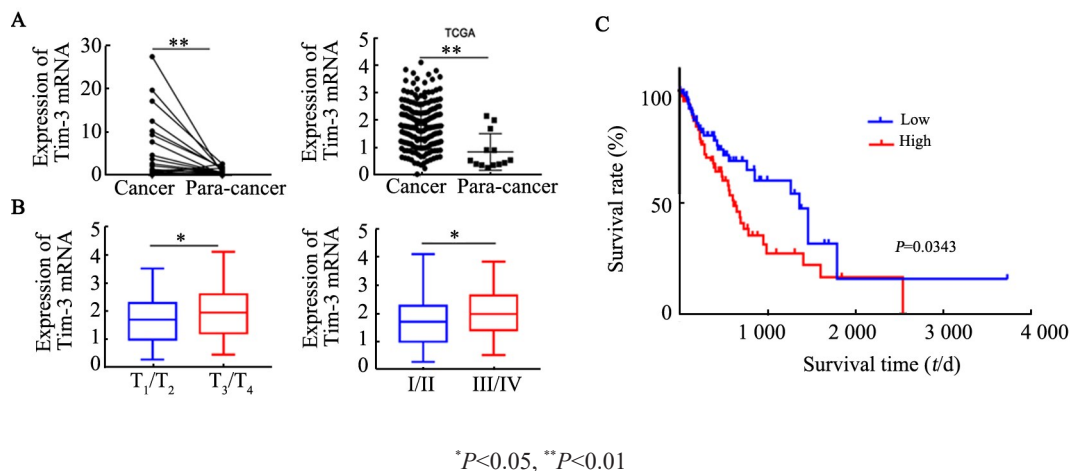 A
Expression of
Tim-3 mRNA
30
20
10
0
**
Cancer Para-cancer
TCGA
Expression of
Tim-3 mRNA
5
4
3
2
1
0
**
Cancer Para-cancer
B
Expression of
Tim-3 mRNA
5
4
3
2
1
0
*
T1/T2 T3/T4
Expression of
Tim-3 mRNA
5
4
3
2
1
0
*
I/II III/IV
C
Survival rate (%)
100
50
0
Low
High
P=0.0343
1 000 2 000 3 000 4 000
Survival time (t/d)
*P<0.05, **P<0.01